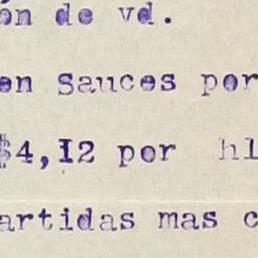 ón de vd.
en Sauces por
$4,12 por hl
artidas mas c